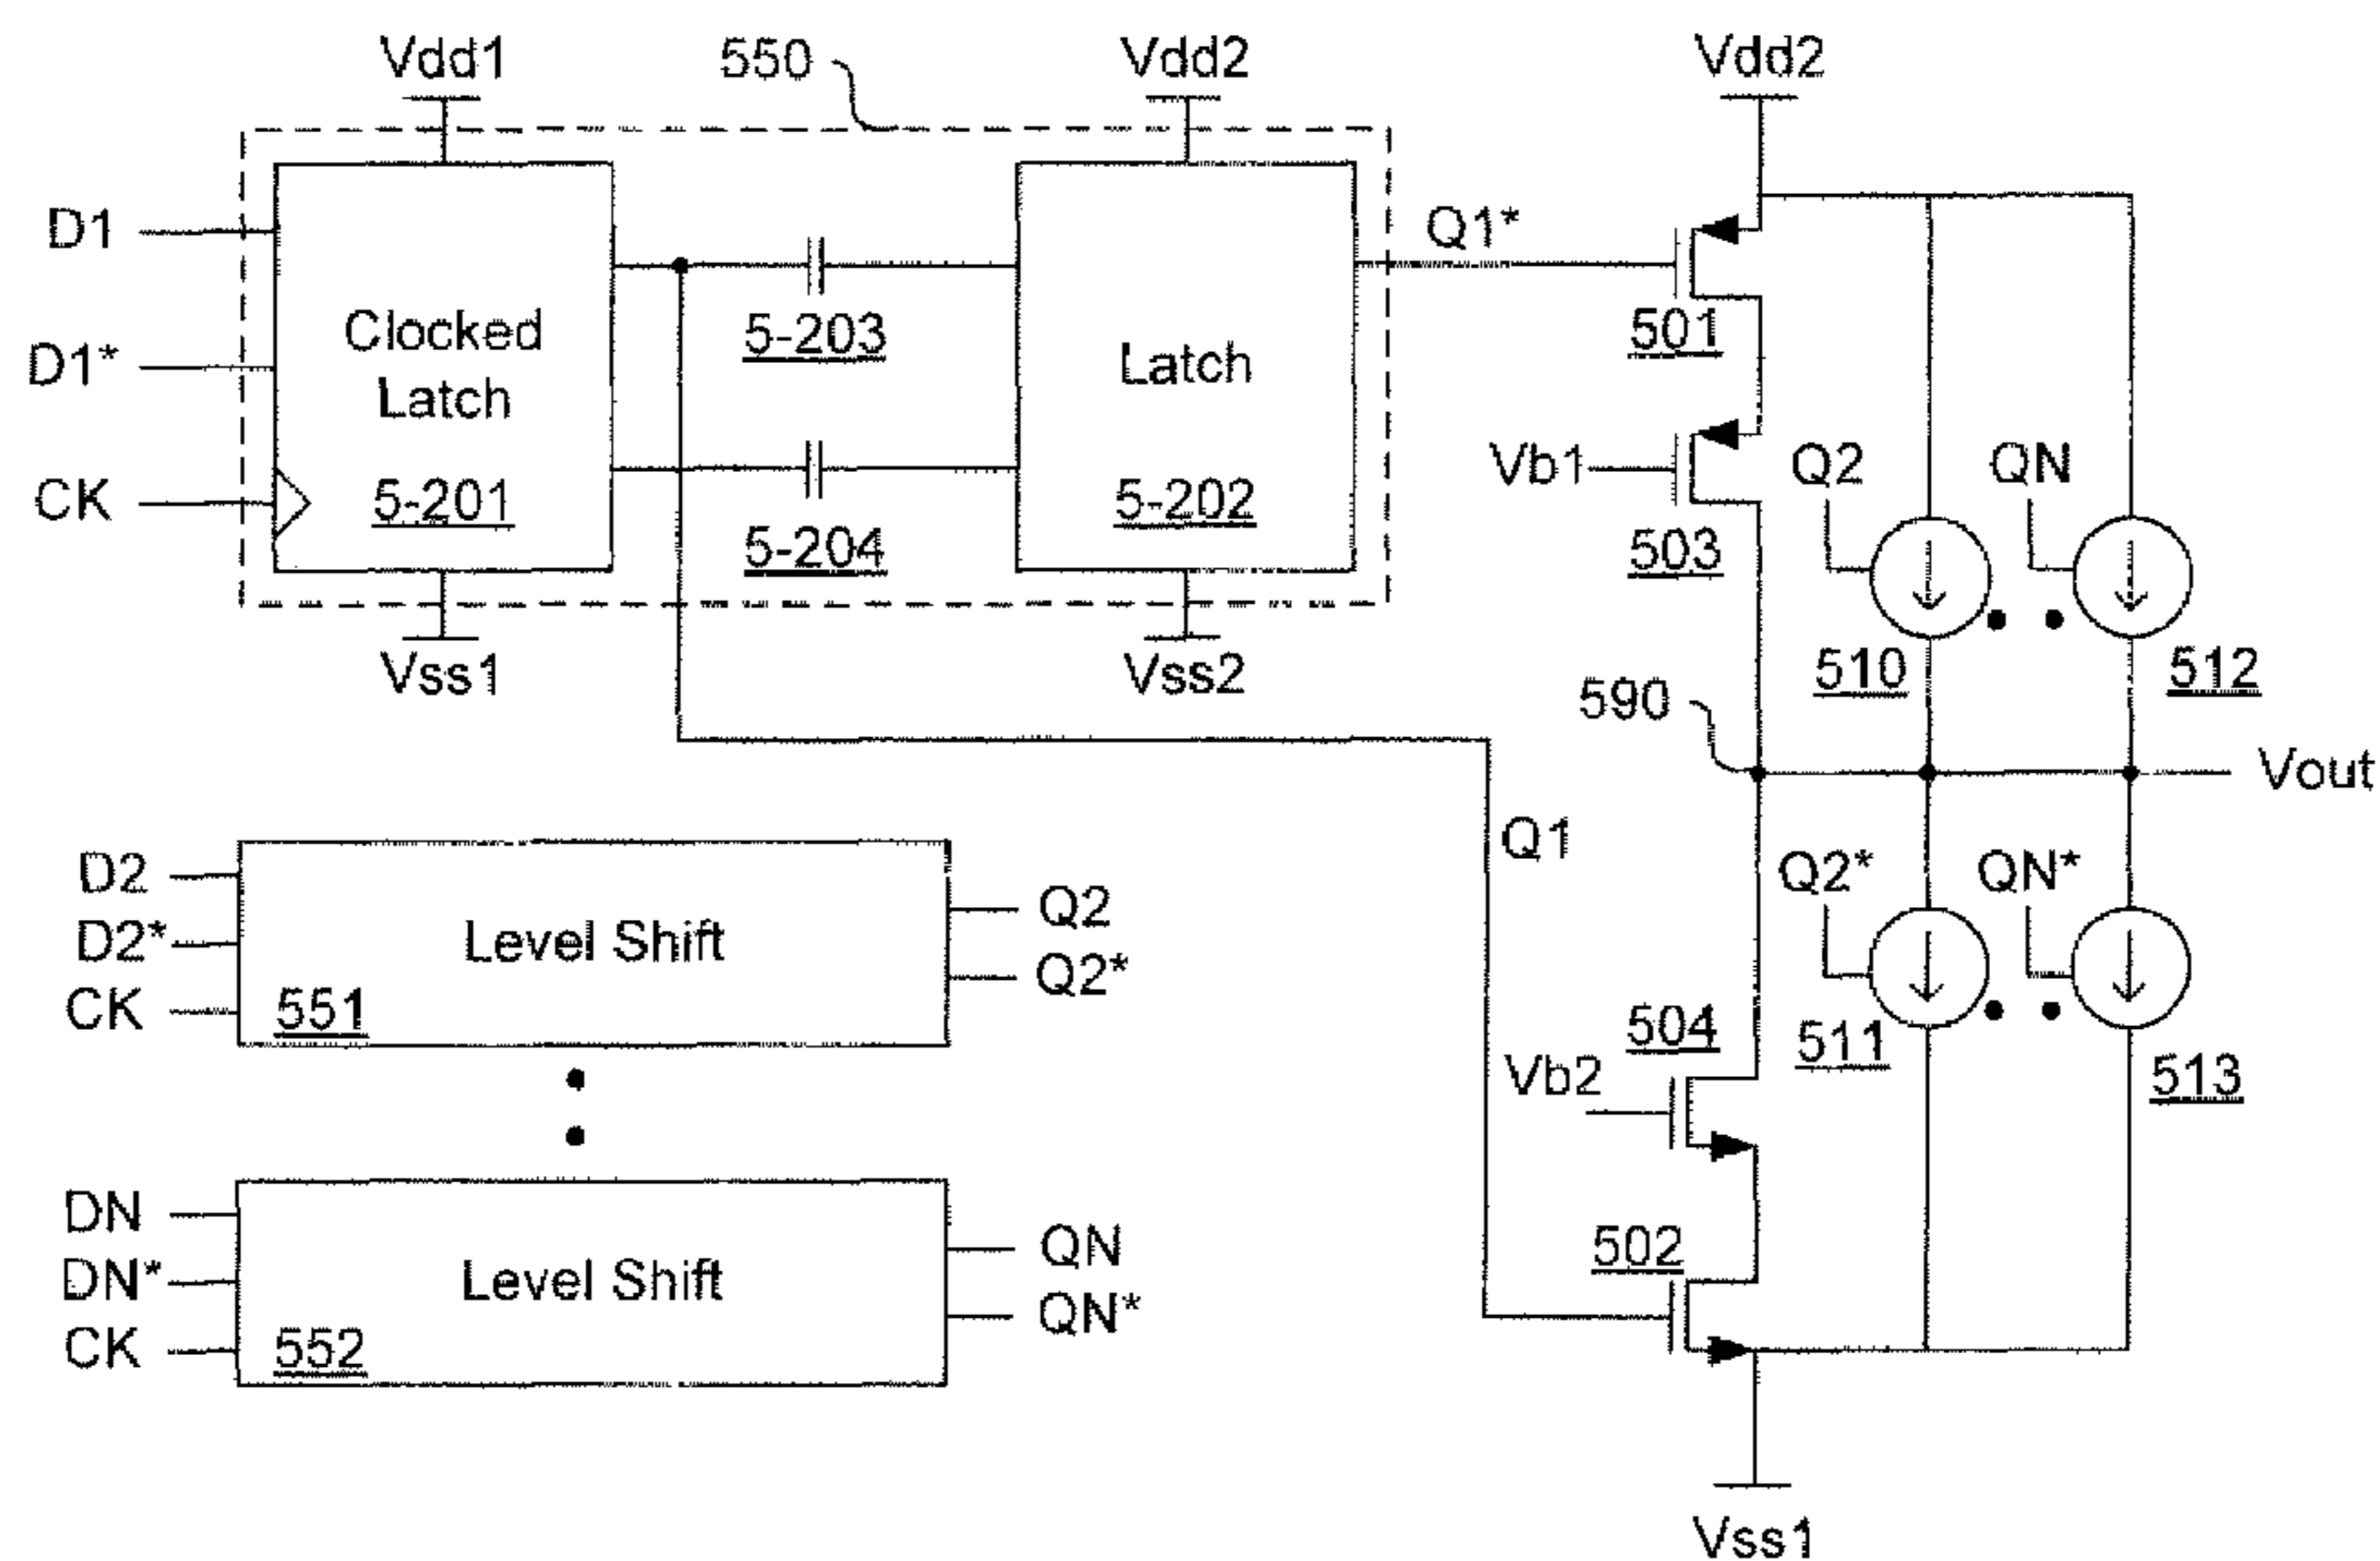 Vdd1
550
Vdd2
Vdd2
D1
D1*
CK
Clocked
Latch
5-201
5-203
5-204
Latch
5-202
Vss1
Vss2
Q1*
501
Vb1
503
Q2
QN
510
512
590
Vout
Q1
Q2*
QN*
511
513
504
Vb2
502
Vss1
D2
D2*
CK
Level Shift
551
Q2
Q2*
DN
DN*
CK
Level Shift
552
QN
QN*